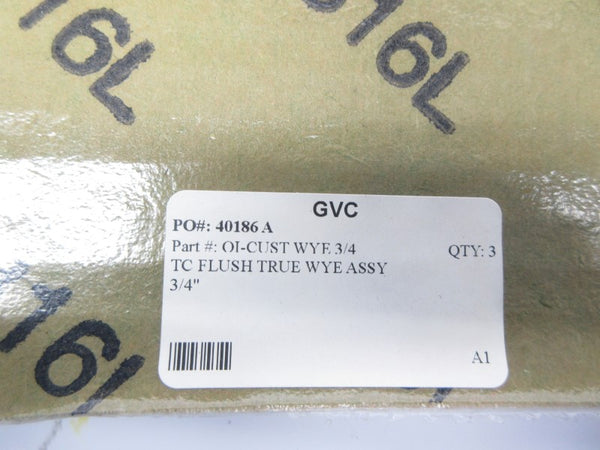 316L
316L
GVC
PO#: 40186 A
Part #: OI-CUST WYE 3/4 QTY: 3
TC FLUSH TRUE WYE ASSY
3/4"
A1
16L